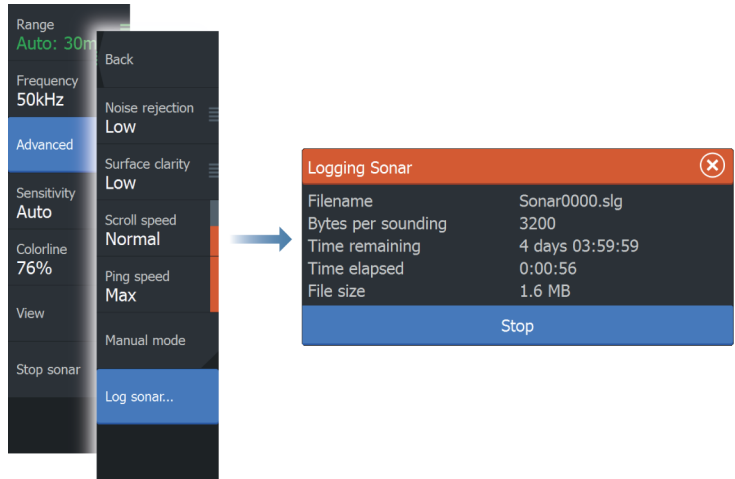 Range
Auto: 30m
Frequency
50kHz
Advanced
Sensitivity
Auto
Colorline
76%
View
Stop sonar
Back
Noise rejection
Low
Surface clarity
Low
Scroll speed
Normal
Ping speed
Max
Manual mode
Log sonar...
Logging Sonar
Filename Sonar0000.slg
Bytes per sounding 3200
Time remaining 4 days 03:59:59
Time elapsed 0:00:56
File size 1.6 MB
Stop